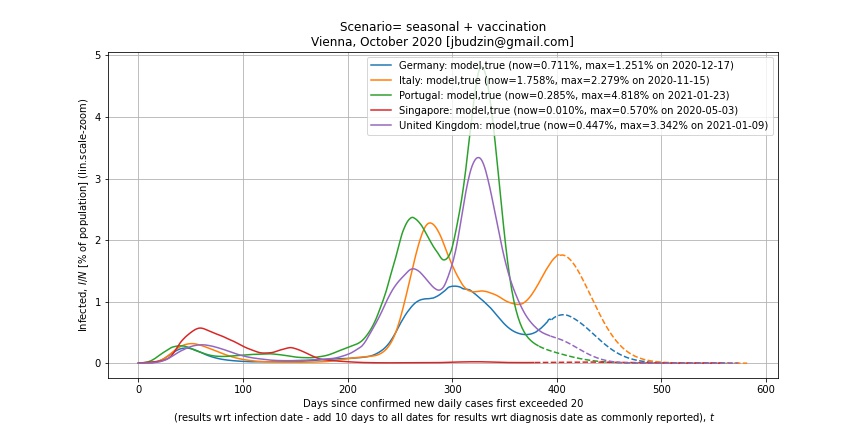 Scenario= seasonal + vaccination
Vienna, October 2020 [jbudzin@gmail.com]
Germany: model,true (now=0.711%, max=1.251% on 2020-12-17)
Italy: model,true (now=1.758%, max=2.279% on 2020-11-15)
Portugal: model,true (now=0.285%, max=4.818% on 2021-01-23)
Singapore: model,true (now=0.010%, max=0.570% on 2020-05-03)
United Kingdom: model,true (now=0.447%, max=3.342% on 2021-01-09)
Infected, I/N [% of population] (lin.scale-zoom)
5
4
3
2
1
0
0 100 200 300 400 500 600
Days since confirmed new daily cases first exceeded 20
(results wrt infection date - add 10 days to all dates for results wrt diagnosis date as commonly reported), t